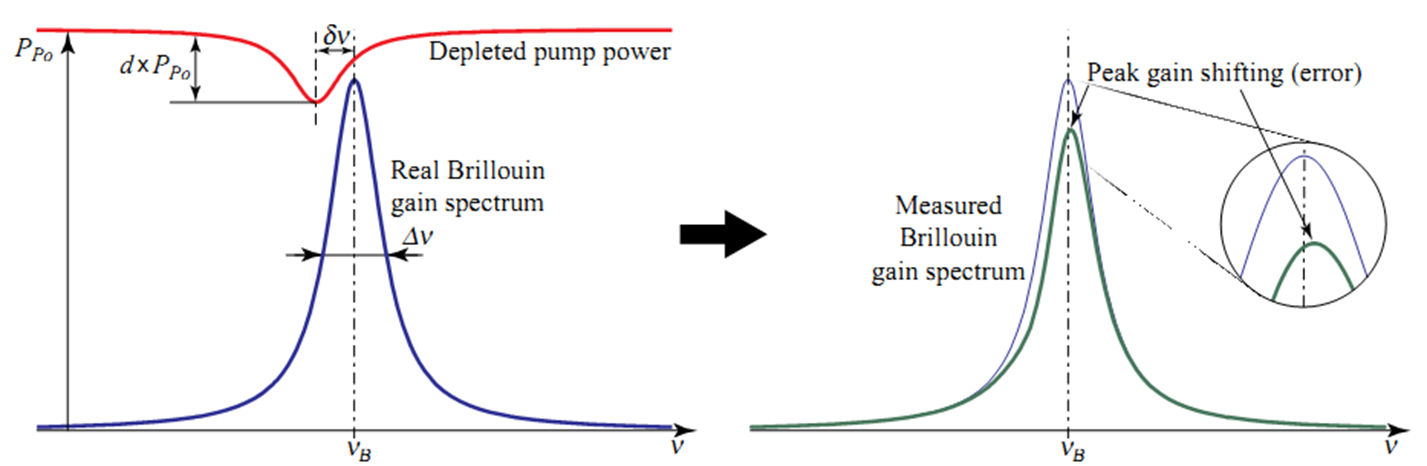 δν
P_Po
d×P_Po
Depleted pump power
Real Brillouin
gain spectrum
Δν
ν_B
ν
Peak gain shifting (error)
Measured
Brillouin
gain spectrum
ν_B
ν